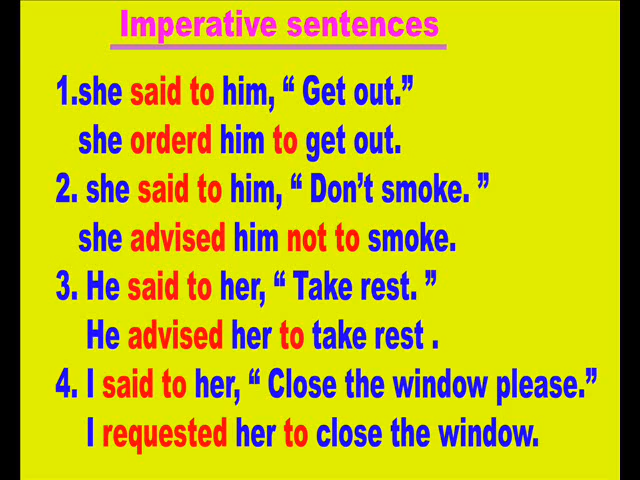 Imperative sentences
1.she said to him, “ Get out.”
she orderd him to get out.
2. she said to him, “ Don’t smoke. ”
she advised him not to smoke.
3. He said to her, “ Take rest. ”
He advised her to take rest .
4. I said to her, “ Close the window please.”
I requested her to close the window.